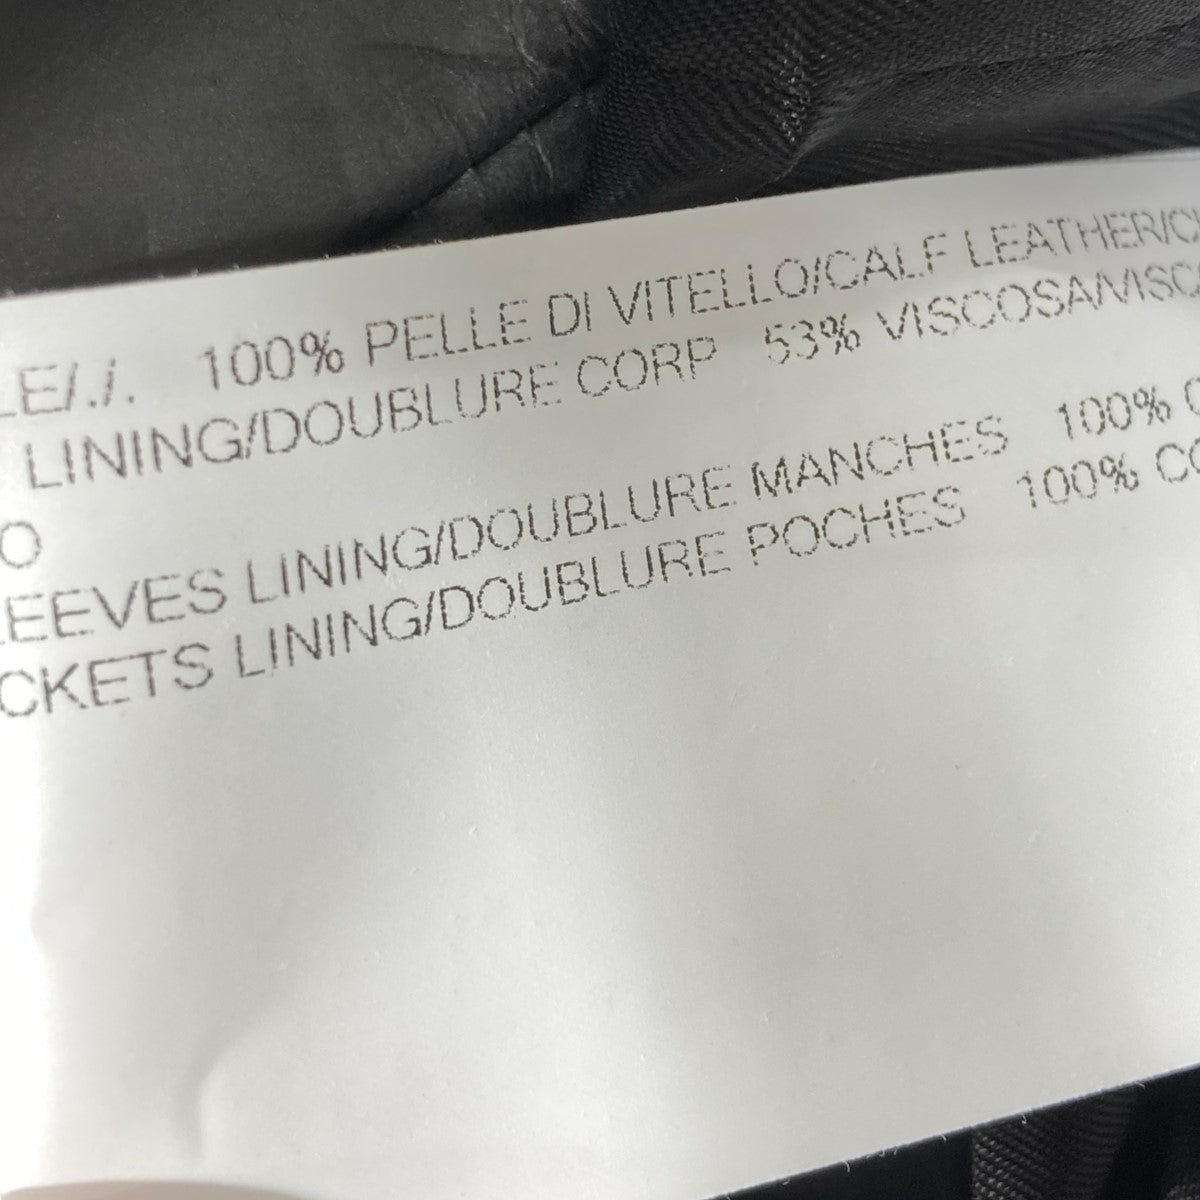 LE/.i. 100% PELLE DI VITELLO/CALF LEATHER/C
LINING/DOUBLURE CORP 53% VISCOSA/VISC
O
LEEVES LINING/DOUBLURE MANCHES 100% C
CKETS LINING/DOUBLURE POCHES 100% CO